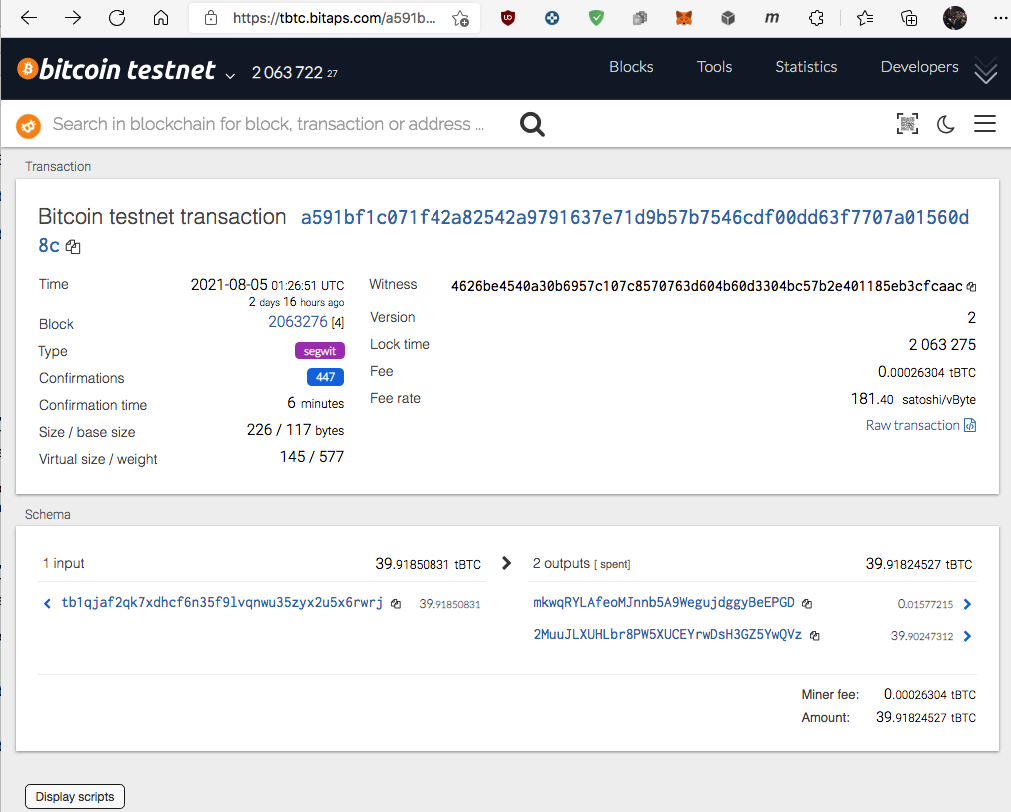 https://tbtc.bitaps.com/a591b...
bitcoin testnet 2 063 722 27
Blocks Tools Statistics Developers
Search in blockchain for block, transaction or address ...
Transaction
Bitcoin testnet transaction a591bf1c071f42a82542a9791637e71d9b57b7546cdf00dd63f7707a01560d
8c
Time 2021-08-05 01:26:51 UTC
2 days 16 hours ago
Block 2063276 [4]
Type segwit
Confirmations 447
Confirmation time 6 minutes
Size / base size 226 / 117 bytes
Virtual size / weight 145 / 577
Witness 4626be4540a30b6957c107c8570763d604b60d3304bc57b2e401185eb3cfcaac
Version 2
Lock time 2 063 275
Fee 0.00026304 tBTC
Fee rate 181.40 satoshi/vByte
Raw transaction
Schema
1 input 39.91850831 tBTC
tb1qjaf2qk7xdhcf6n35f9lvqnwu35zyx2u5x6rwrj 39.91850831
2 outputs [ spent] 39.91824527 tBTC
mkwqRYLAfeoMJnnb5A9WegujdggyBeEPGD 0.01577215
2MuuJLXUHLbr8PW5XUCEYrwDsH3GZ5YwQVz 39.90247312
Miner fee: 0.00026304 tBTC
Amount: 39.91824527 tBTC
Display scripts